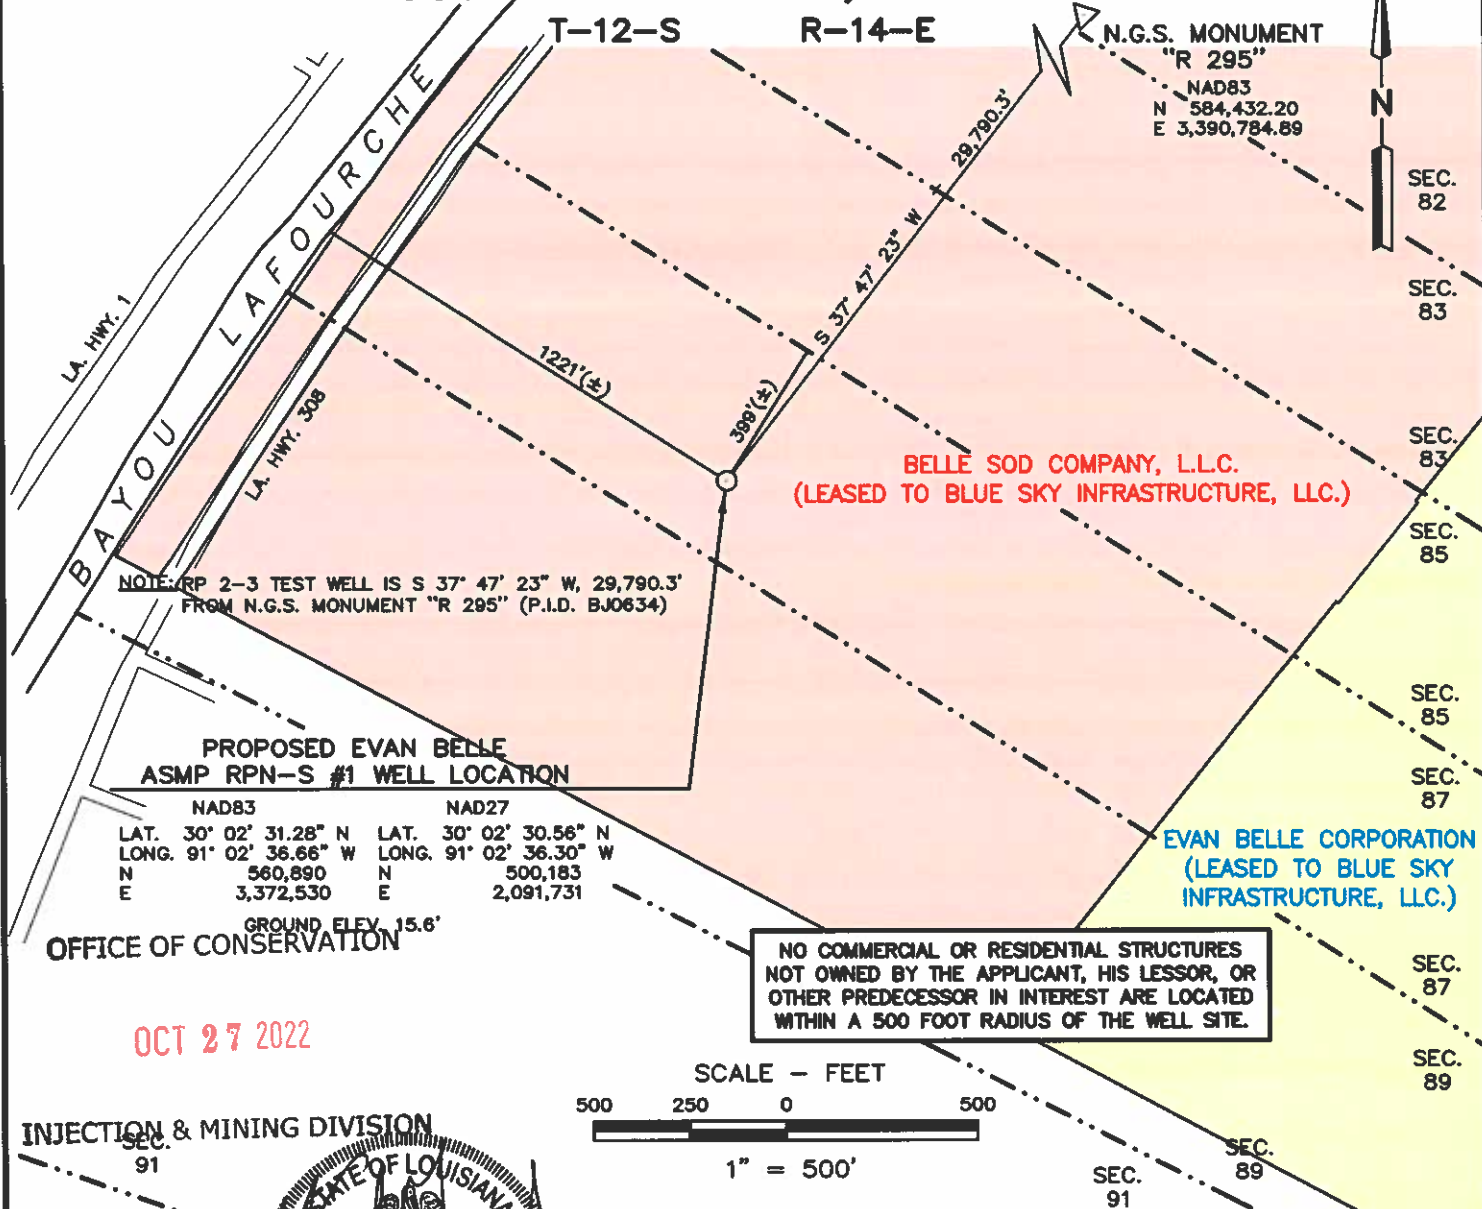 T-12-S R-14-E
N.G.S. MONUMENT
"R 295"
NAD83
N 584,432.20
E 3,390,784.89
N
SEC.
82
SEC.
83
SEC.
83
SEC.
85
SEC.
85
SEC.
87
SEC.
87
SEC.
89
SEC.
89
SEC.
91
SEC.
91
LA. HWY. 1
BAYOU LAFOURCHE
LA. HWY. 308
1221'(±)
399'(±)
S 37° 47' 23" W
29,790.3'
BELLE SOD COMPANY, L.L.C.
(LEASED TO BLUE SKY INFRASTRUCTURE, LLC.)
NOTE: RP 2-3 TEST WELL IS S 37° 47' 23" W, 29,790.3'
FROM N.G.S. MONUMENT "R 295" (P.I.D. BJ0634)
PROPOSED EVAN BELLE
ASMP RPN-S #1 WELL LOCATION
NAD83 NAD27
LAT. 30° 02' 31.28" N LAT. 30° 02' 30.56" N
LONG. 91° 02' 36.66" W LONG. 91° 02' 36.30" W
N 560,890 N 500,183
E 3,372,530 E 2,091,731
GROUND ELEV. 15.6'
OFFICE OF CONSERVATION
OCT 27 2022
INJECTION & MINING DIVISION
EVAN BELLE CORPORATION
(LEASED TO BLUE SKY
INFRASTRUCTURE, LLC.)
NO COMMERCIAL OR RESIDENTIAL STRUCTURES
NOT OWNED BY THE APPLICANT, HIS LESSOR, OR
OTHER PREDECESSOR IN INTEREST ARE LOCATED
WITHIN A 500 FOOT RADIUS OF THE WELL SITE.
SCALE - FEET
500 250 0 500
1" = 500'
STATE OF LOUISIANA